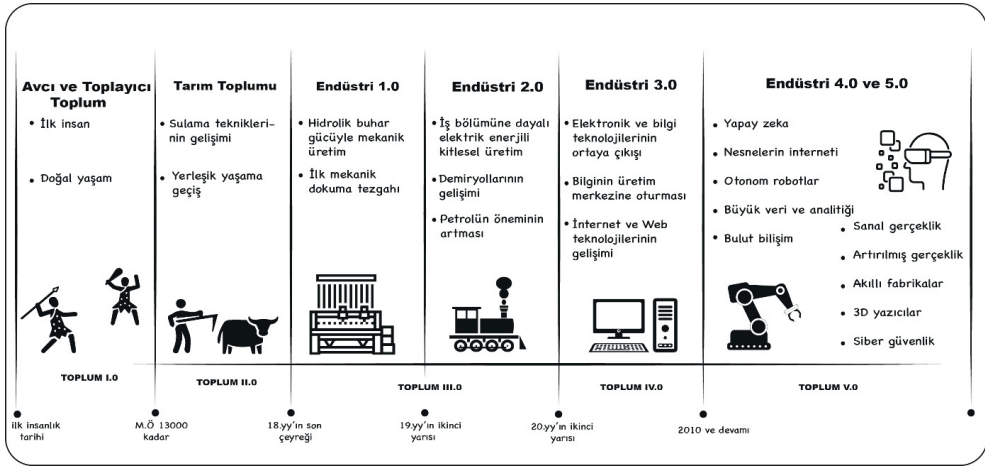 Avcı ve Toplayıcı
Toplum
• İlk insan
• Doğal yaşam
Tarım Toplumu
• Sulama teknikleri-
nin gelişimi
• Yerleşik yaşama
geçiş
Endüstri 1.0
• Hidrolik buhar
gücüyle mekanik
üretim
• İlk mekanik
dokuma tezgahı
Endüstri 2.0
• İş bölümüne dayalı
elektrik enerjili
kitlesel üretim
• Demiryollarının
gelişimi
• Petrolün öneminin
artması
Endüstri 3.0
• Elektronik ve bilgi
teknolojilerinin
ortaya çıkışı
• Bilginin üretim
merkezine oturması
• İnternet ve Web
teknolojilerinin
gelişimi
Endüstri 4.0 ve 5.0
• Yapay zeka
• Nesnelerin interneti
• Otonom robotlar
• Büyük veri ve analitiği
• Bulut bilişim
• Sanal gerçeklik
• Artırılmış gerçeklik
• Akıllı fabrikalar
• 3D yazıcılar
• Siber güvenlik
TOPLUM I.0
TOPLUM II.0
TOPLUM III.0
TOPLUM IV.0
TOPLUM V.0
ilk insanlık
tarihi
M.Ö 13000
kadar
18.yy'ın son
çeyreği
19.yy'ın ikinci
yarısı
20.yy'ın ikinci
yarısı
2010 ve devamı